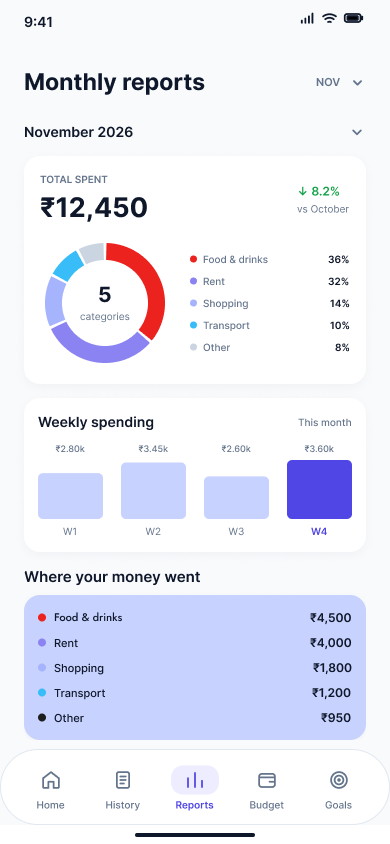 9:41
Monthly reports
NOV
November 2026
TOTAL SPENT
₹12,450
↓ 8.2%
vs October
5
categories
Food & drinks 36%
Rent 32%
Shopping 14%
Transport 10%
Other 8%
Weekly spending
This month
₹2.80k ₹3.45k ₹2.60k ₹3.60k
W1 W2 W3 W4
Where your money went
Food & drinks ₹4,500
Rent ₹4,000
Shopping ₹1,800
Transport ₹1,200
Other ₹950
Home History Reports Budget Goals